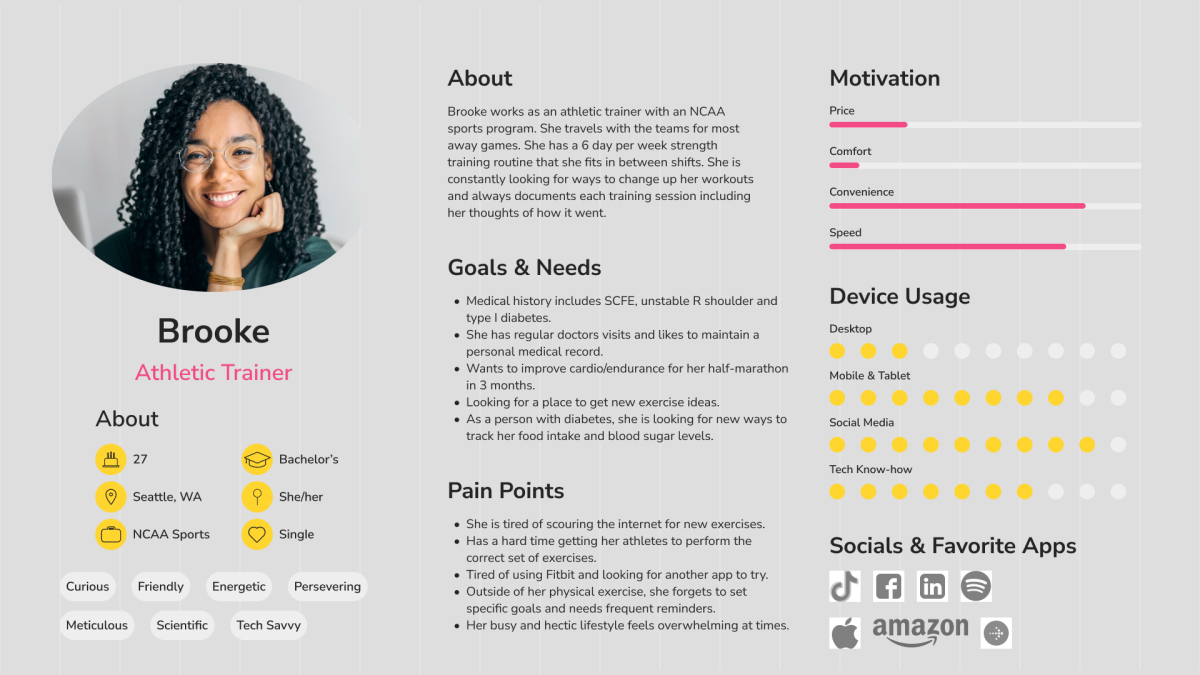 Brooke
Athletic Trainer
About
27
Bachelor's
Seattle, WA
She/her
NCAA Sports
Single
Curious
Friendly
Energetic
Persevering
Meticulous
Scientific
Tech Savvy
About
Brooke works as an athletic trainer with an NCAA
sports program. She travels with the teams for most
away games. She has a 6 day per week strength
training routine that she fits in between shifts. She is
constantly looking for ways to change up her workouts
and always documents each training session including
her thoughts of how it went.
Goals & Needs
• Medical history includes SCFE, unstable R shoulder and
type I diabetes.
• She has regular doctors visits and likes to maintain a
personal medical record.
• Wants to improve cardio/endurance for her half-marathon
in 3 months.
• Looking for a place to get new exercise ideas.
• As a person with diabetes, she is looking for new ways to
track her food intake and blood sugar levels.
Pain Points
• She is tired of scouring the internet for new exercises.
• Has a hard time getting her athletes to perform the
correct set of exercises.
• Tired of using Fitbit and looking for another app to try.
• Outside of her physical exercise, she forgets to set
specific goals and needs frequent reminders.
• Her busy and hectic lifestyle feels overwhelming at times.
Motivation
Price
Comfort
Convenience
Speed
Device Usage
Desktop
Mobile & Tablet
Social Media
Tech Know-how
Socials & Favorite Apps
in
amazon